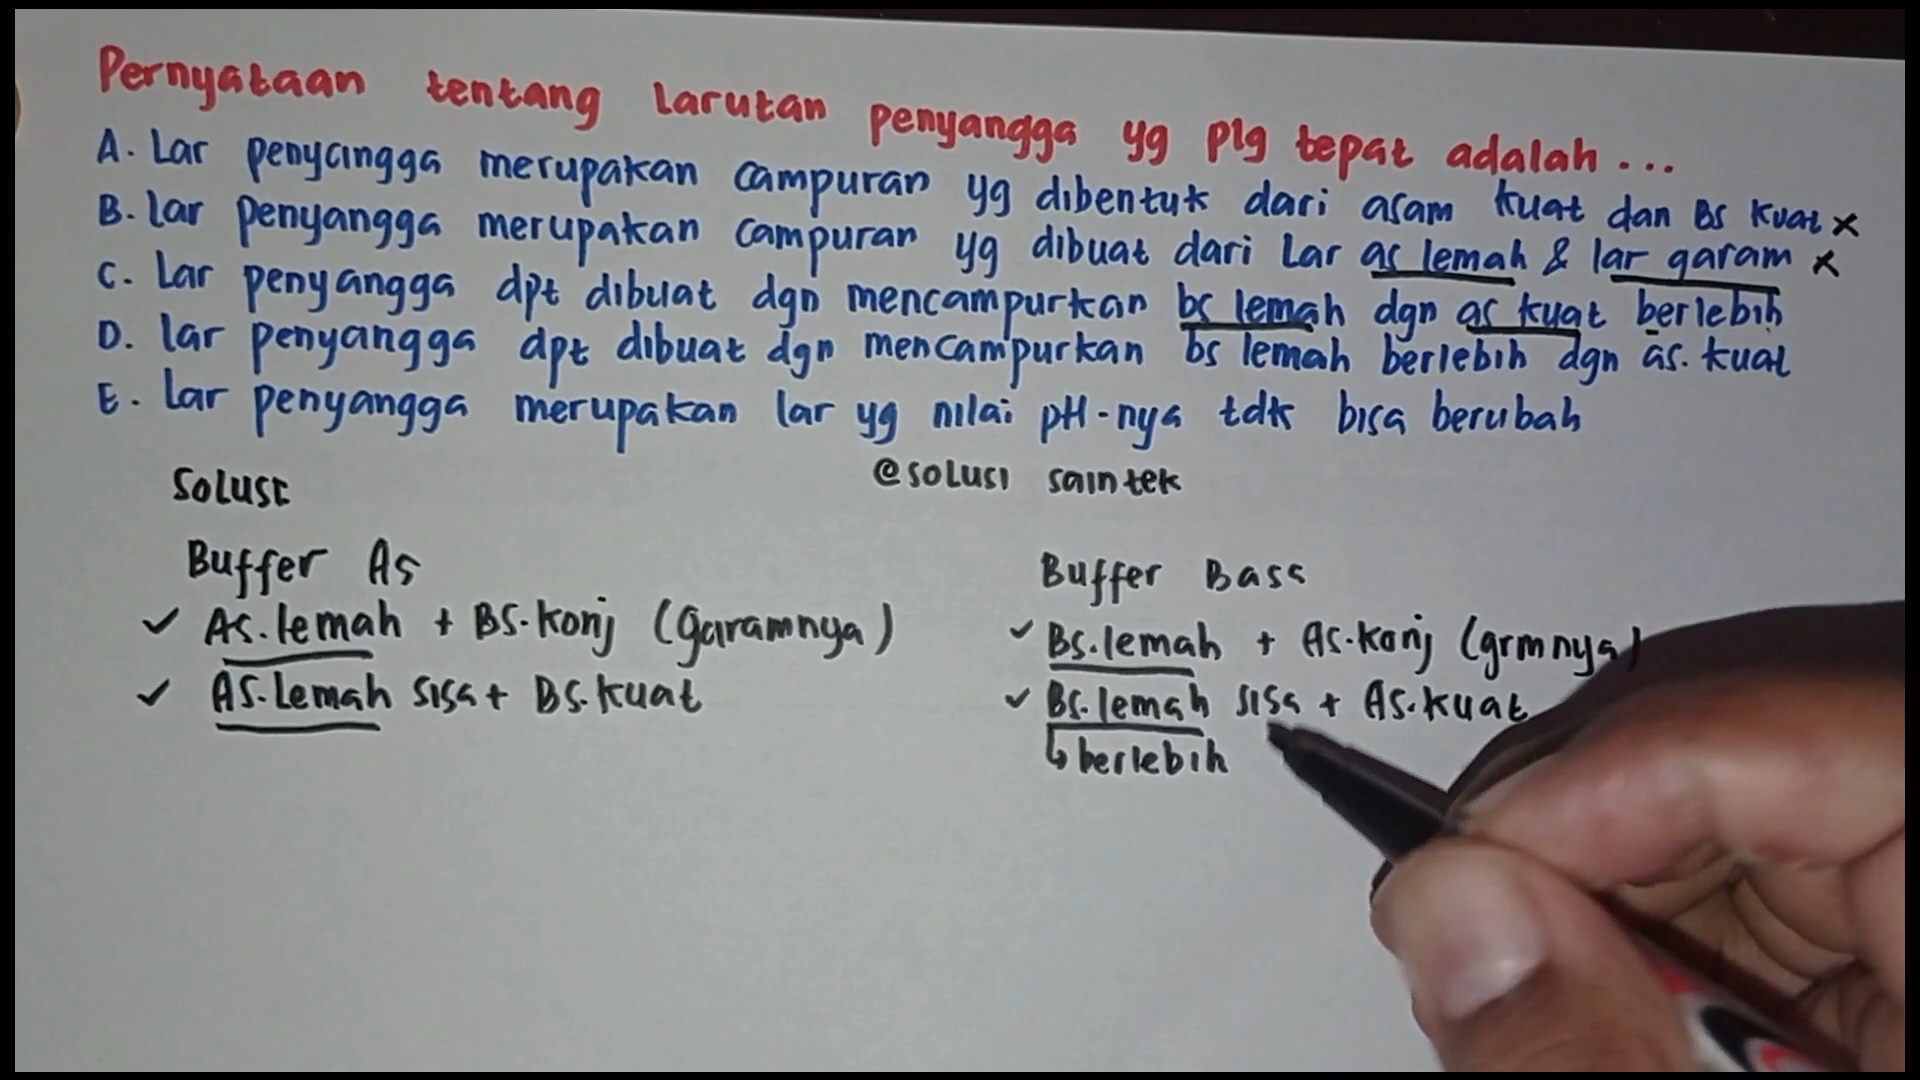 Pernyataan tentang Larutan penyangga yg plg tepat adalah ...
A. Lar penyangga merupakan campuran yg dibentuk dari asam kuat dan Bs kuat x
B. lar penyangga merupakan campuran yg dibuat dari Lar as lemah & lar garam x
C. Lar penyangga dpt dibuat dgn mencampurkan bs lemah dgn as kuat berlebih
D. lar penyangga dpt dibuat dgn mencampurkan bs lemah berlebih dgn as. kuat
E. lar penyangga merupakan lar yg nilai pH-nya tdk bisa berubah
SOLUSI
@solusi saintek
Buffer As
✓ As.lemah + BS.konj (garamnya)
✓ AS.Lemah sisa + BS.kuat
Buffer Basa
✓ Bs.lemah + As.konj (grmnya)
✓ Bs.lemah sisa + As.kuat
↳ berlebih